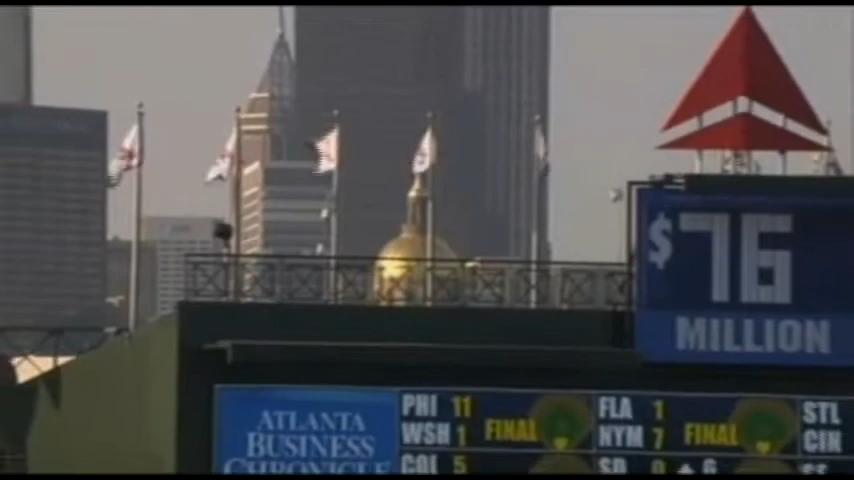 $76
MILLION
ATLANTA
BUSINESS
CHRONICLE
PHI 11
WSH 1
FINAL
FLA 1
NYM 7
FINAL
STL
CIN
COL 5
SD 0
6